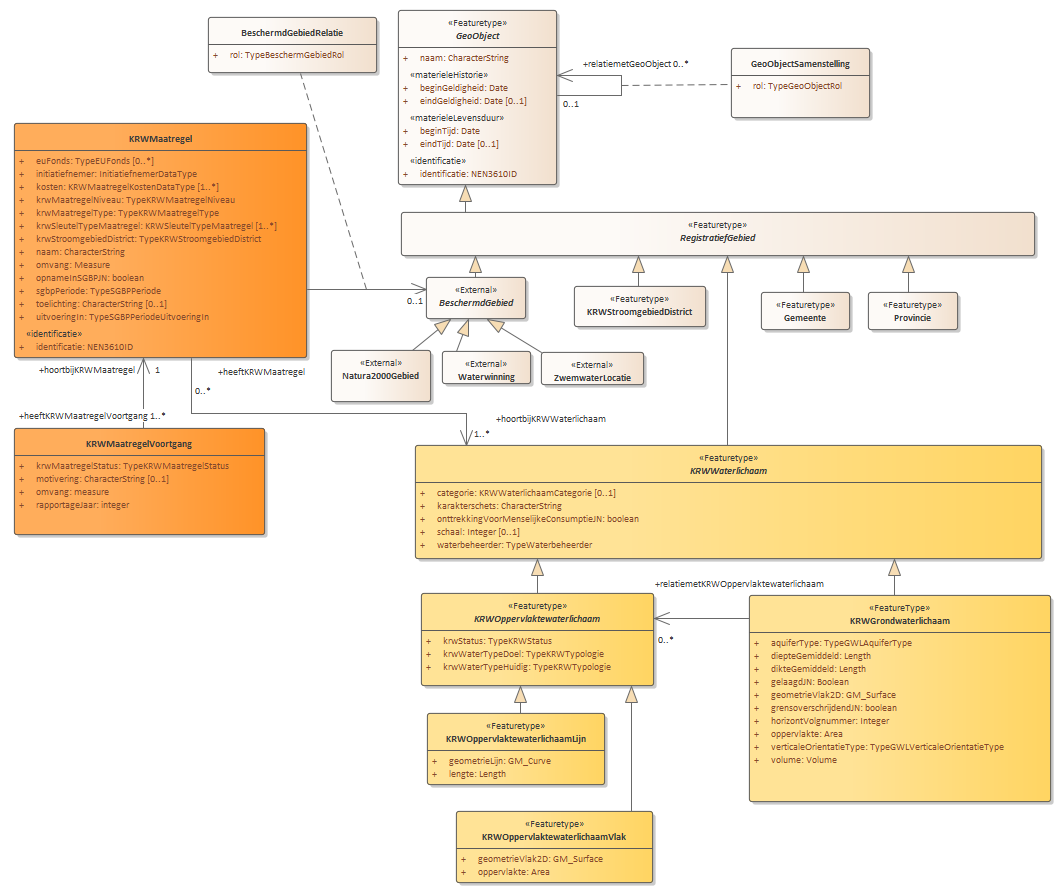 BeschermdGebiedRelatie
+ rol: TypeBeschermGebiedRol
«Featuretype»
GeoObject
+ naam: CharacterString
«materieleHistorie»
+ beginGeldigheid: Date
+ eindGeldigheid: Date [0..1]
«materieleLevensduur»
+ beginTijd: Date
+ eindTijd: Date [0..1]
«identificatie»
+ identificatie: NEN3610ID
+relatiemetGeoObject 0..*
0..1
GeoObjectSamenstelling
+ rol: TypeGeoObjectRol
KRWMaatregel
+ euFonds: TypeEUFonds [0..*]
+ initiatiefnemer: InitiatiefnemerDataType
+ kosten: KRWMaatregelKostenDataType [1..*]
+ krwMaatregelNiveau: TypeKRWMaatregelNiveau
+ krwMaatregelType: TypeKRWMaatregelType
+ krwSleutelTypeMaatregel: KRWSleutelTypeMaatregel [1..*]
+ krwStroomgebiedDistrict: TypeKRWStroomgebiedDistrict
+ naam: CharacterString
+ omvang: Measure
+ opnameInSGBPJN: boolean
+ sgbpPeriode: TypeSGBPPeriode
+ toelichting: CharacterString [0..1]
+ uitvoeringIn: TypeSGBPPeriodeUitvoeringIn
«identificatie»
+ identificatie: NEN3610ID
«Featuretype»
RegistratiefGebied
0..1
«External»
BeschermdGebied
«Featuretype»
KRWStroomgebiedDistrict
«Featuretype»
Gemeente
«Featuretype»
Provincie
«External»
Natura2000Gebied
«External»
Waterwinning
«External»
ZwemwaterLocatie
+hoortbijKRWMaatregel
1
+heeftKRWMaatregel
0..*
+heeftKRWMaatregelVoortgang 1..*
+hoortbijKRWWaterlichaam
1..*
KRWMaatregelVoortgang
+ krwMaatregelStatus: TypeKRWMaatregelStatus
+ motivering: CharacterString [0..1]
+ omvang: measure
+ rapportageJaar: integer
«Featuretype»
KRWWaterlichaam
+ categorie: KRWWaterlichaamCategorie [0..1]
+ karakterschets: CharacterString
+ onttrekkingVoorMenselijkeConsumptieJN: boolean
+ schaal: Integer [0..1]
+ waterbeheerder: TypeWaterbeheerder
+relatiemetKRWOppervlaktewaterlichaam
0..*
«Featuretype»
KRWOppervlaktewaterlichaam
+ krwStatus: TypeKRWStatus
+ krwWaterTypeDoel: TypeKRWTypologie
+ krwWaterTypeHuidig: TypeKRWTypologie
«FeatureType»
KRWGrondwaterlichaam
+ aquiferType: TypeGWLAquiferType
+ diepteGemiddeld: Length
+ dikteGemiddeld: Length
+ gelaagdJN: Boolean
+ geometrieVlak2D: GM_Surface
+ grensoverschrijdendJN: boolean
+ horizontVolgnummer: Integer
+ oppervlakte: Area
+ verticaleOrientatieType: TypeGWLVerticaleOrientatieType
+ volume: Volume
«Featuretype»
KRWOppervlaktewaterlichaamLijn
+ geometrieLijn: GM_Curve
+ lengte: Length
«Featuretype»
KRWOppervlaktewaterlichaamVlak
+ geometrieVlak2D: GM_Surface
+ oppervlakte: Area